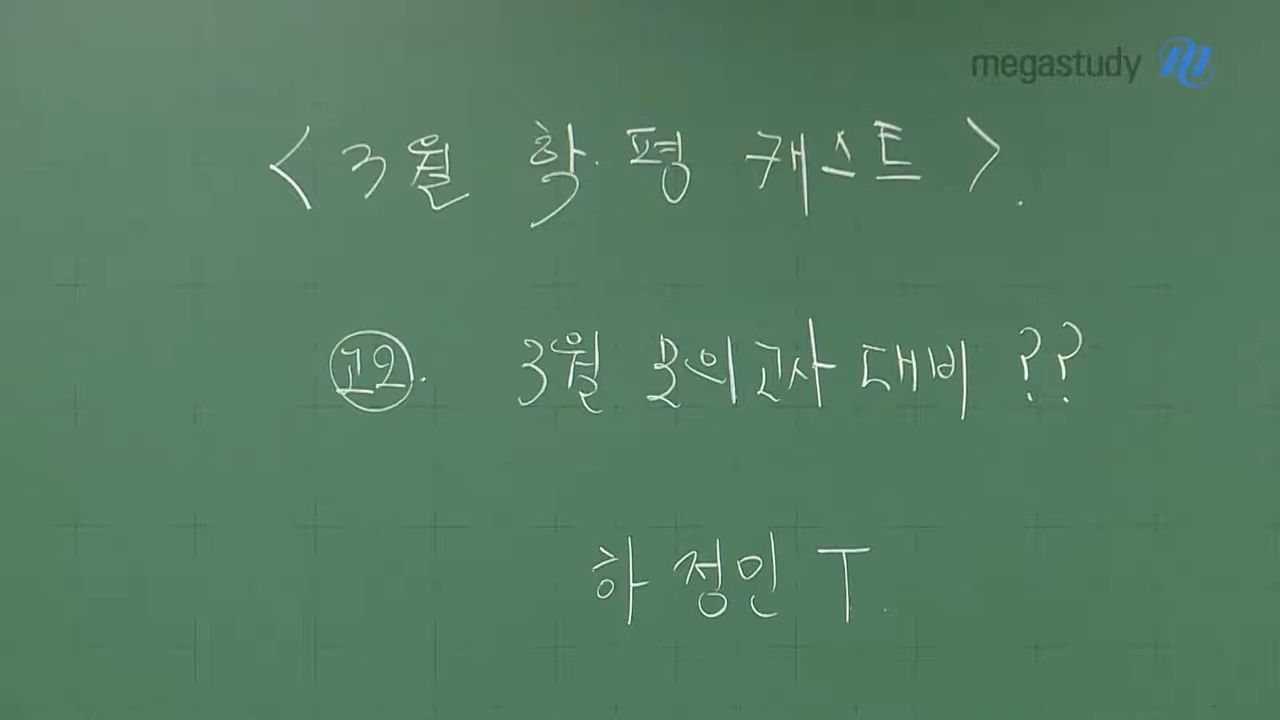 megastudy
<3월 학.평 캐스트>.
고2. 3월 모의고사 대비 ??
하 정인 T.